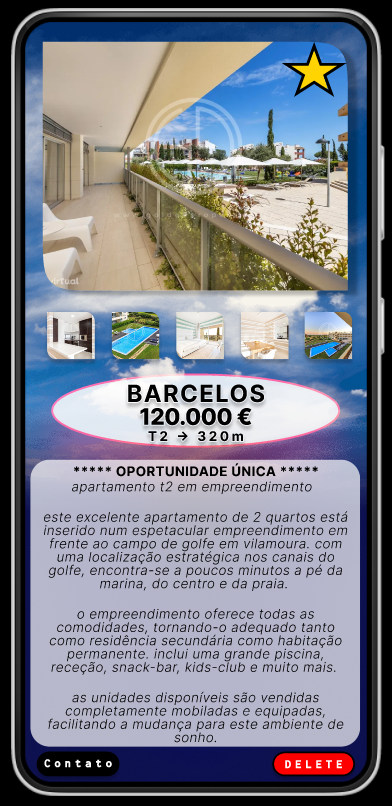 virtual
BARCELOS
120.000 €
T2 → 320m
***** OPORTUNIDADE ÚNICA *****
apartamento t2 em empreendimento
este excelente apartamento de 2 quartos está
inserido num espetacular empreendimento em
frente ao campo de golfe em vilamoura. com
uma localização estratégica nos canais do
golfe, encontra-se a poucos minutos a pé da
marina, do centro e da praia.
o empreendimento oferece todas as
comodidades, tornando-o adequado tanto
como residência secundária como habitação
permanente. inclui uma grande piscina,
receção, snack-bar, kids-club e muito mais.
as unidades disponíveis são vendidas
completamente mobiladas e equipadas,
facilitando a mudança para este ambiente de
sonho.
Contato
DELETE